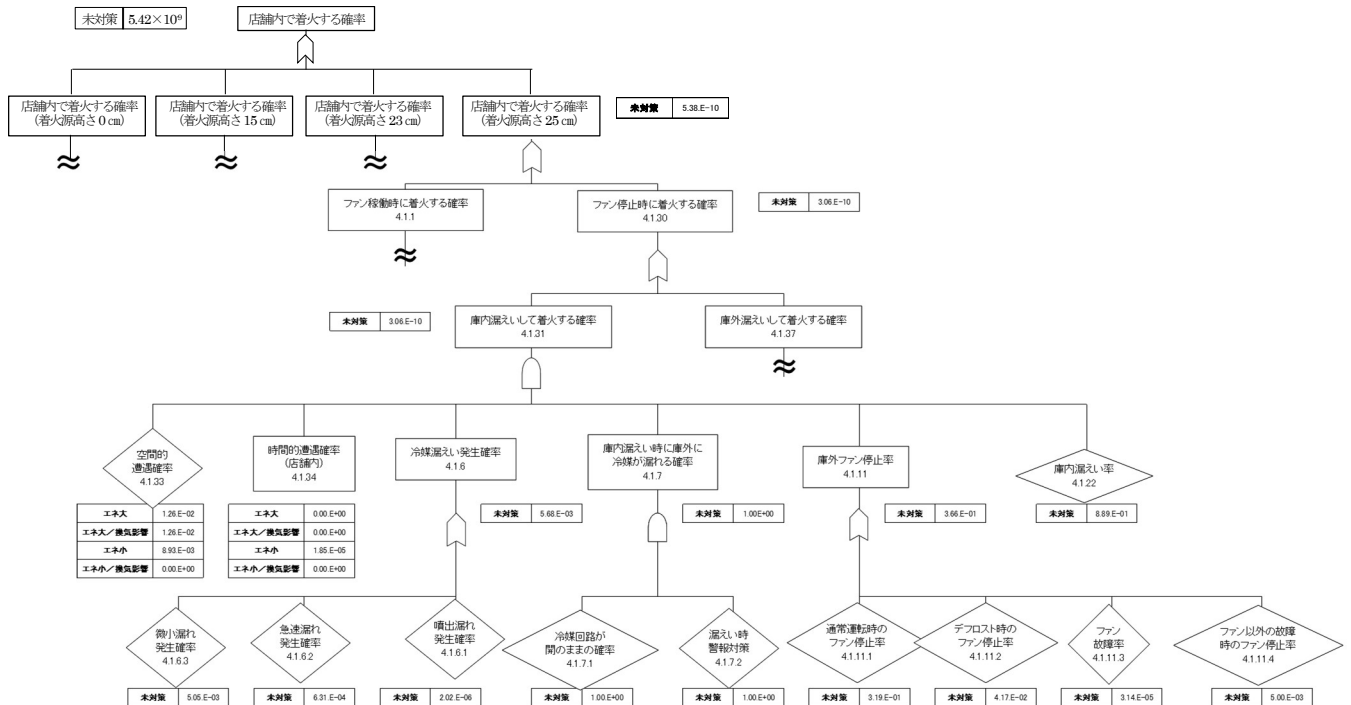 未対策 5.42×10⁹
店舗内で着火する確率
店舗内で着火する確率
(着火源高さ 0 ㎝)
店舗内で着火する確率
(着火源高さ 15 ㎝)
店舗内で着火する確率
(着火源高さ 23 ㎝)
店舗内で着火する確率
(着火源高さ 25 ㎝)
未対策 5.38.E-10
ファン稼働時に着火する確率
4.1.1
ファン停止時に着火する確率
4.1.30
未対策 3.06.E-10
未対策 3.06.E-10
庫内漏えいして着火する確率
4.1.31
庫外漏えいして着火する確率
4.1.37
空間的
遭遇確率
4.1.33
時間的遭遇確率
(店舗内)
4.1.34
冷媒漏えい発生確率
4.1.6
庫内漏えい時に庫外に
冷媒が漏れる確率
4.1.7
庫外ファン停止率
4.1.11
庫内漏えい率
4.1.22
エネ大 1.26.E-02
エネ大／換気影響 1.26.E-02
エネ小 8.93.E-03
エネ小／換気影響 0.00.E+00
エネ大 0.00.E+00
エネ大／換気影響 0.00.E+00
エネ小 1.85.E-05
エネ小／換気影響 0.00.E+00
未対策 5.68.E-03
未対策 1.00E+00
未対策 3.66.E-01
未対策 8.89.E-01
微小漏れ
発生確率
4.1.6.3
急速漏れ
発生確率
4.1.6.2
噴出漏れ
発生確率
4.1.6.1
冷媒回路が
開のままの確率
4.1.7.1
漏えい時
警報対策
4.1.7.2
通常運転時の
ファン停止率
4.1.11.1
デフロスト時の
ファン停止率
4.1.11.2
ファン
故障率
4.1.11.3
ファン以外の故障
時のファン停止率
4.1.11.4
未対策 5.05.E-03
未対策 6.31.E-04
未対策 2.02.E-06
未対策 1.00.E+00
未対策 1.00E+00
未対策 3.19.E-01
未対策 4.17.E-02
未対策 3.14.E-05
未対策 5.00.E-03